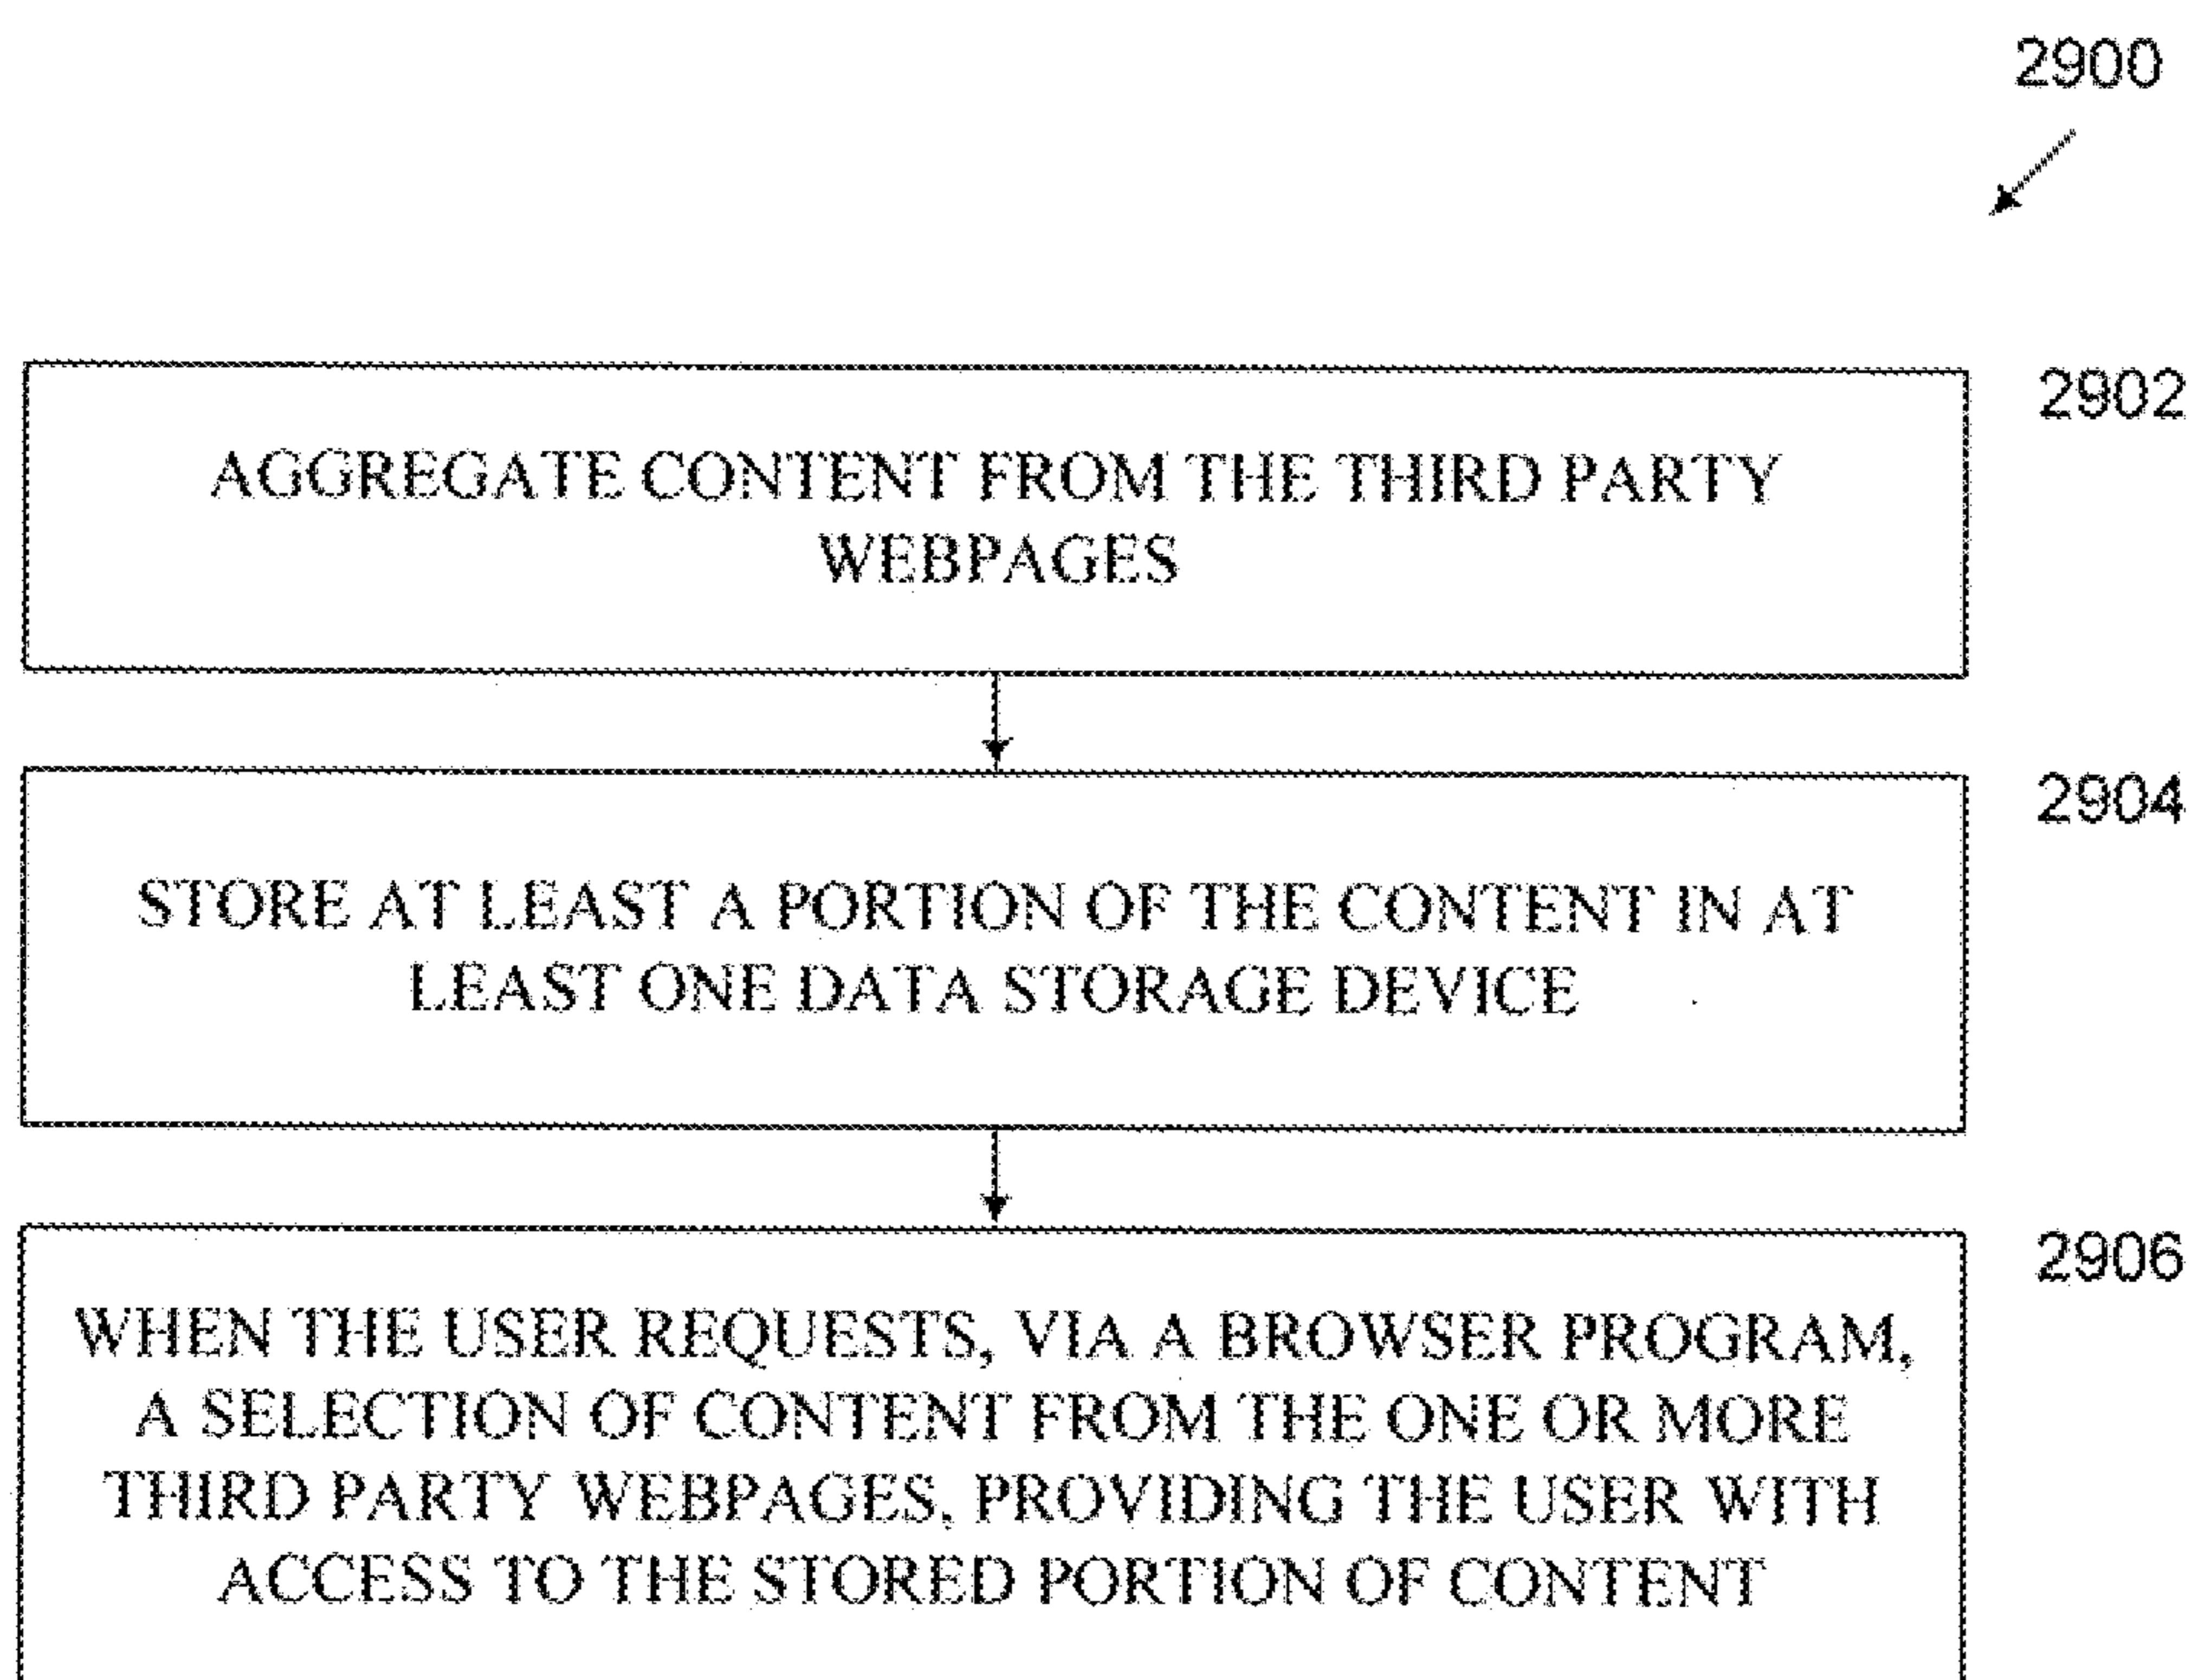 2900
2902
AGGREGATE CONTENT FROM THE THIRD PARTY
WEBPAGES
2904
STORE AT LEAST A PORTION OF THE CONTENT IN AT
LEAST ONE DATA STORAGE DEVICE
2906
WHEN THE USER REQUESTS, VIA A BROWSER PROGRAM,
A SELECTION OF CONTENT FROM THE ONE OR MORE
THIRD PARTY WEBPAGES, PROVIDING THE USER WITH
ACCESS TO THE STORED PORTION OF CONTENT